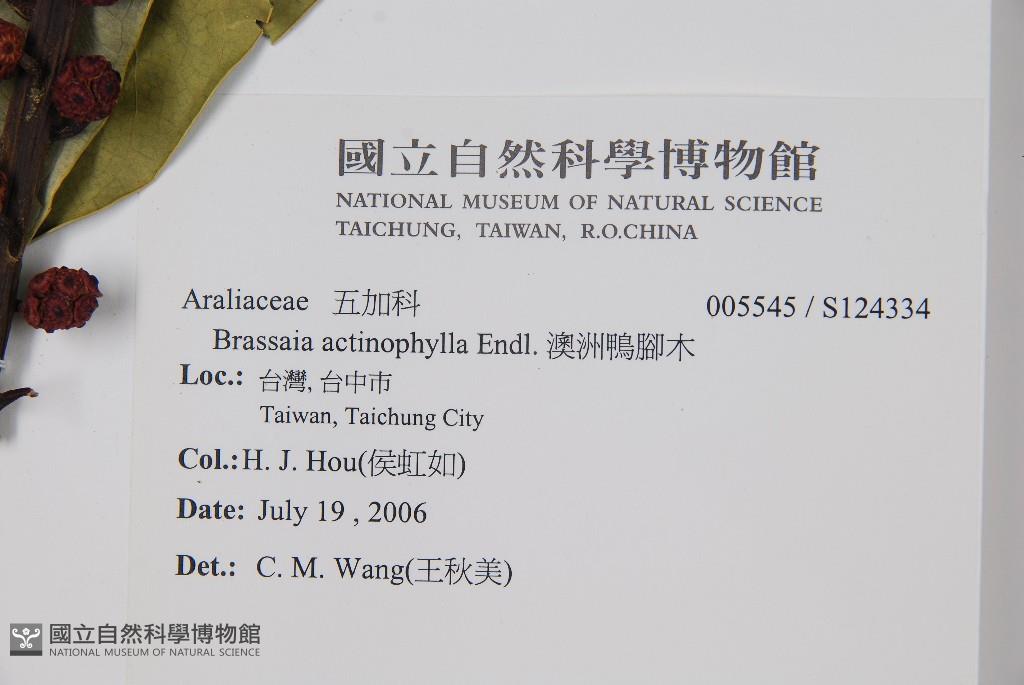 國立自然科學博物館
NATIONAL MUSEUM OF NATURAL SCIENCE
TAICHUNG, TAIWAN, R.O.CHINA
Araliaceae 五加科 005545 / S124334
Brassaia actinophylla Endl. 澳洲鴨腳木
Loc.: 台灣, 台中市
Taiwan, Taichung City
Col.: H. J. Hou(侯虹如)
Date: July 19 , 2006
Det.: C. M. Wang(王秋美)
國立自然科學博物館
NATIONAL MUSEUM OF NATURAL SCIENCE